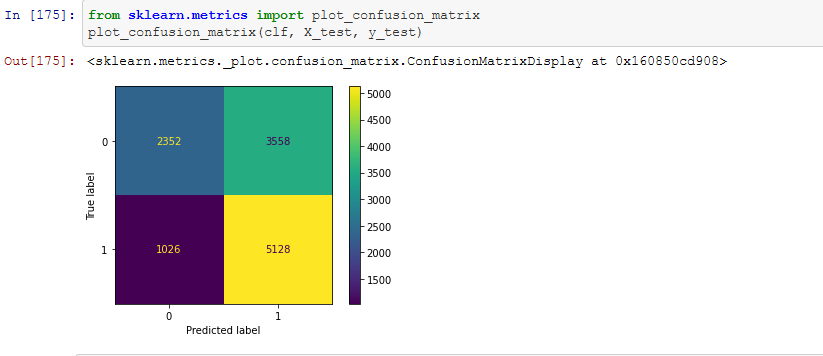 In [175]: from sklearn.metrics import plot_confusion_matrix
plot_confusion_matrix(clf, X_test, y_test)
Out[175]: <sklearn.metrics._plot.confusion_matrix.ConfusionMatrixDisplay at 0x160850cd908>
5000
4500
4000
3500
3000
2500
2000
1500
True label
0
2352 3558
1
1026 5128
0 1
Predicted label